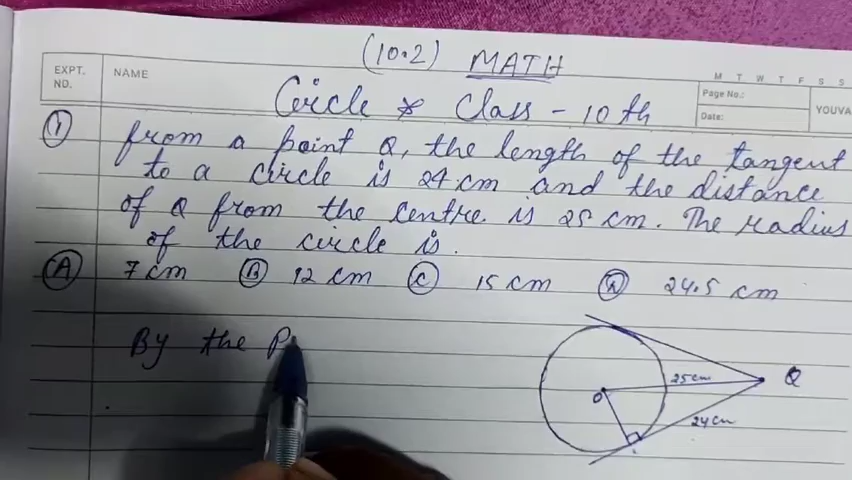 (10.2) MATH
EXPT. NO.
NAME
M T W T F S S
Page No.:
Date:
YOUVA
Circle * Class - 10th
① from a point Q, the length of the tangent
to a circle is 24 cm and the distance
of Q from the centre is 25 cm. The radius
of the circle is.
Ⓐ 7 cm Ⓑ 12 cm Ⓒ 15 cm Ⓓ 24.5 cm
By the P
25cm
Q
O
24cm